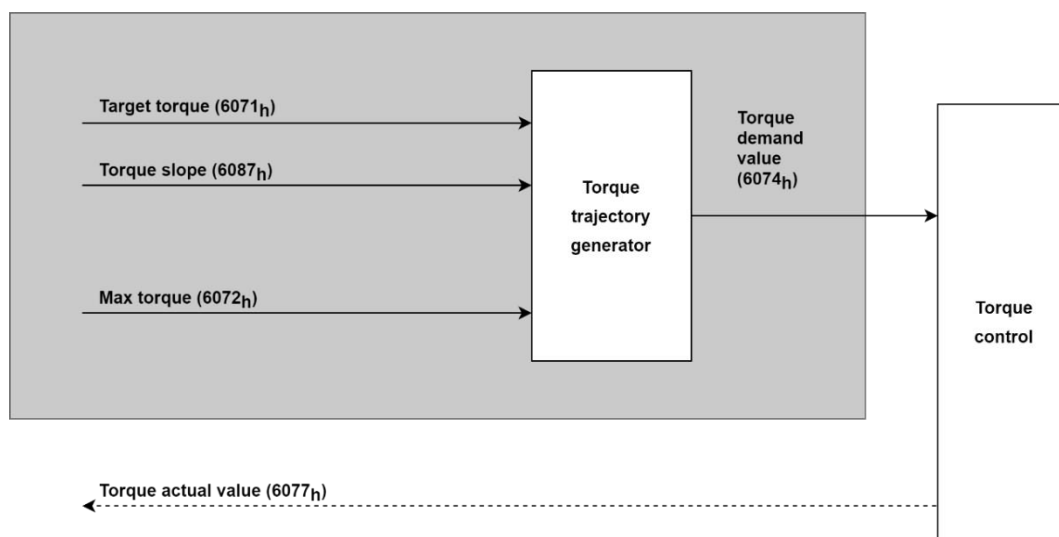 Target torque (6071h)
Torque slope (6087h)
Max torque (6072h)
Torque
trajectory
generator
Torque
demand
value
(6074h)
Torque
control
Torque actual value (6077h)